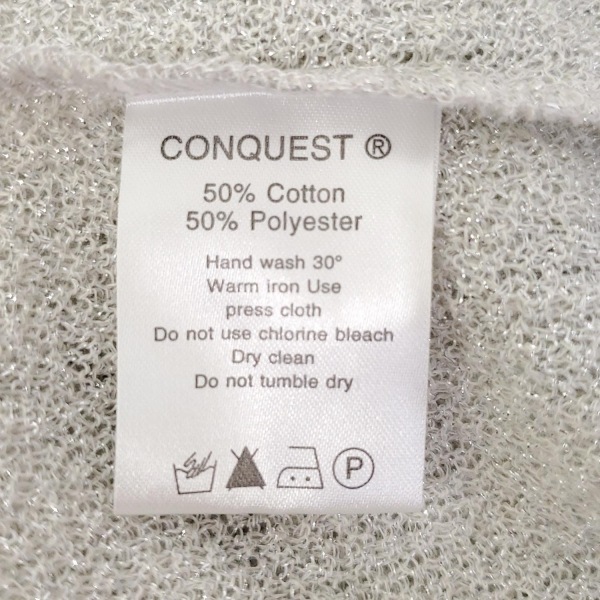 CONQUEST ®
50% Cotton
50% Polyester
Hand wash 30°
Warm iron Use
press cloth
Do not use chlorine bleach
Dry clean
Do not tumble dry
P